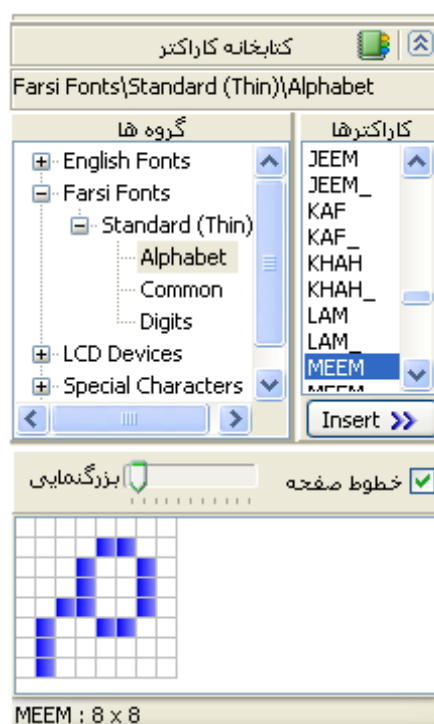 کتابخانه کاراکتر
Farsi Fonts\Standard (Thin)\Alphabet
گروه ها
English Fonts
Farsi Fonts
Standard (Thin)
Alphabet
Common
Digits
LCD Devices
Special Characters
کاراکترها
JEEM
JEEM_
KAF
KAF_
KHAH
KHAH_
LAM
LAM_
MEEM
Insert
خطوط صفحه
بزرگنمایی
MEEM : 8 x 8